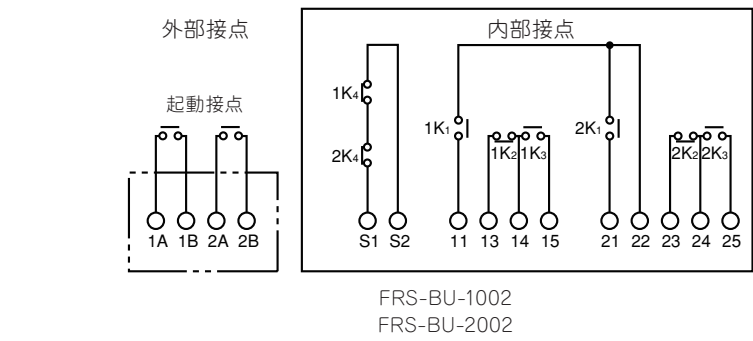 外部接点
内部接点
起動接点
1K4
2K4
1K1
1K2
1K3
2K1
2K2
2K3
1A 1B 2A 2B
S1 S2 11 13 14 15 21 22 23 24 25
FRS-BU-1002
FRS-BU-2002